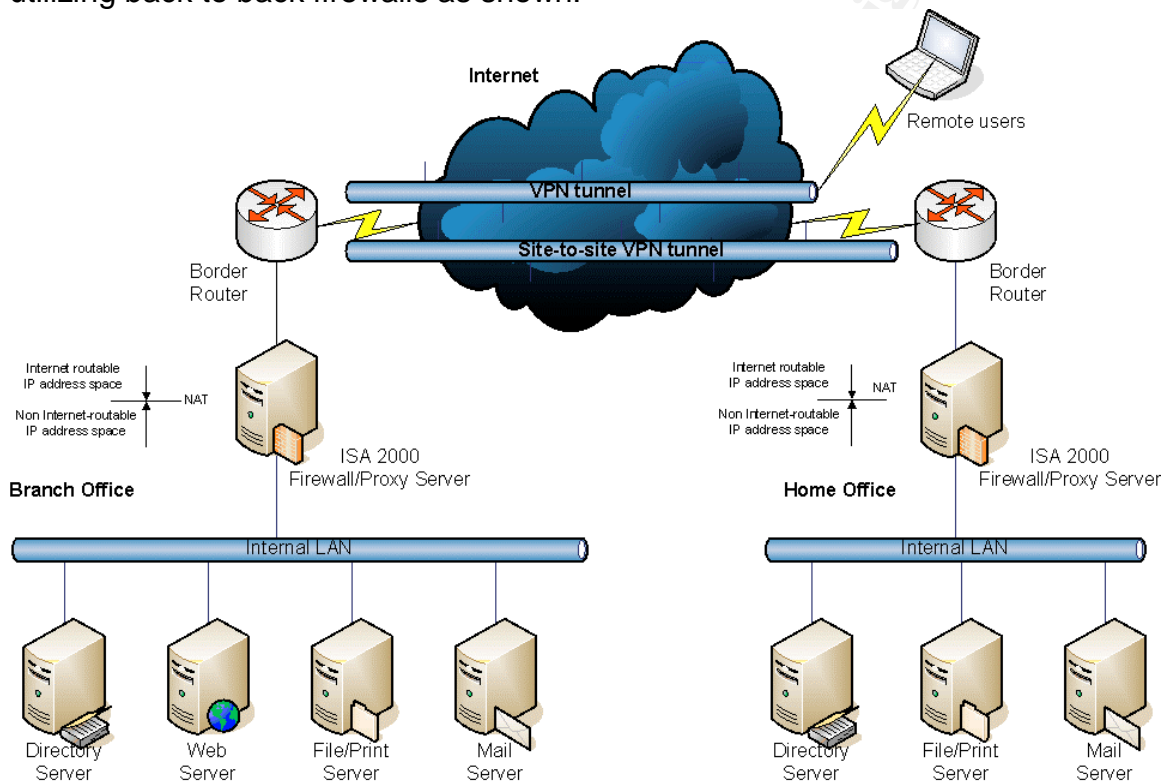 utilizing back to back firewalls as shown.
Internet
Remote users
VPN tunnel
Site-to-site VPN tunnel
Border
Router
Border
Router
Internet routable
IP address space
NAT
Non Internet-routable
IP address space
ISA 2000
Firewall/Proxy Server
Internet routable
IP address space
NAT
Non Internet-routable
IP address space
ISA 2000
Firewall/Proxy Server
Branch Office
Home Office
Internal LAN
Internal LAN
Directory
Server
Web
Server
File/Print
Server
Mail
Server
Directory
Server
File/Print
Server
Mail
Server